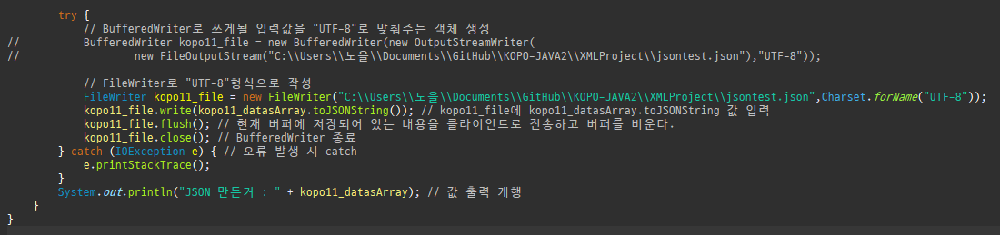 try {
// BufferedWriter로 쓰게될 입력값을 "UTF-8"로 맞춰주는 객체 생성
// BufferedWriter kopo11_file = new BufferedWriter(new OutputStreamWriter(
// new FileOutputStream("C:\\Users\\노을\\Documents\\GitHub\\KOPO-JAVA2\\XMLProject\\jsontest.json"),"UTF-8"));
// FileWriter로 "UTF-8"형식으로 작성
FileWriter kopo11_file = new FileWriter("C:\\Users\\노을\\Documents\\GitHub\\KOPO-JAVA2\\XMLProject\\jsontest.json",Charset.forName("UTF-8"));
kopo11_file.write(kopo11_datasArray.toJSONString()); // kopo11_file에 kopo11_datasArray.toJSONString 값 입력
kopo11_file.flush(); // 현재 버퍼에 저장되어 있는 내용을 클라이언트로 전송하고 버퍼를 비운다.
kopo11_file.close(); // BufferedWriter 종료
} catch (IOException e) { // 오류 발생 시 catch
e.printStackTrace();
}
System.out.println("JSON 만든거 : " + kopo11_datasArray); // 값 출력 개행
}
}